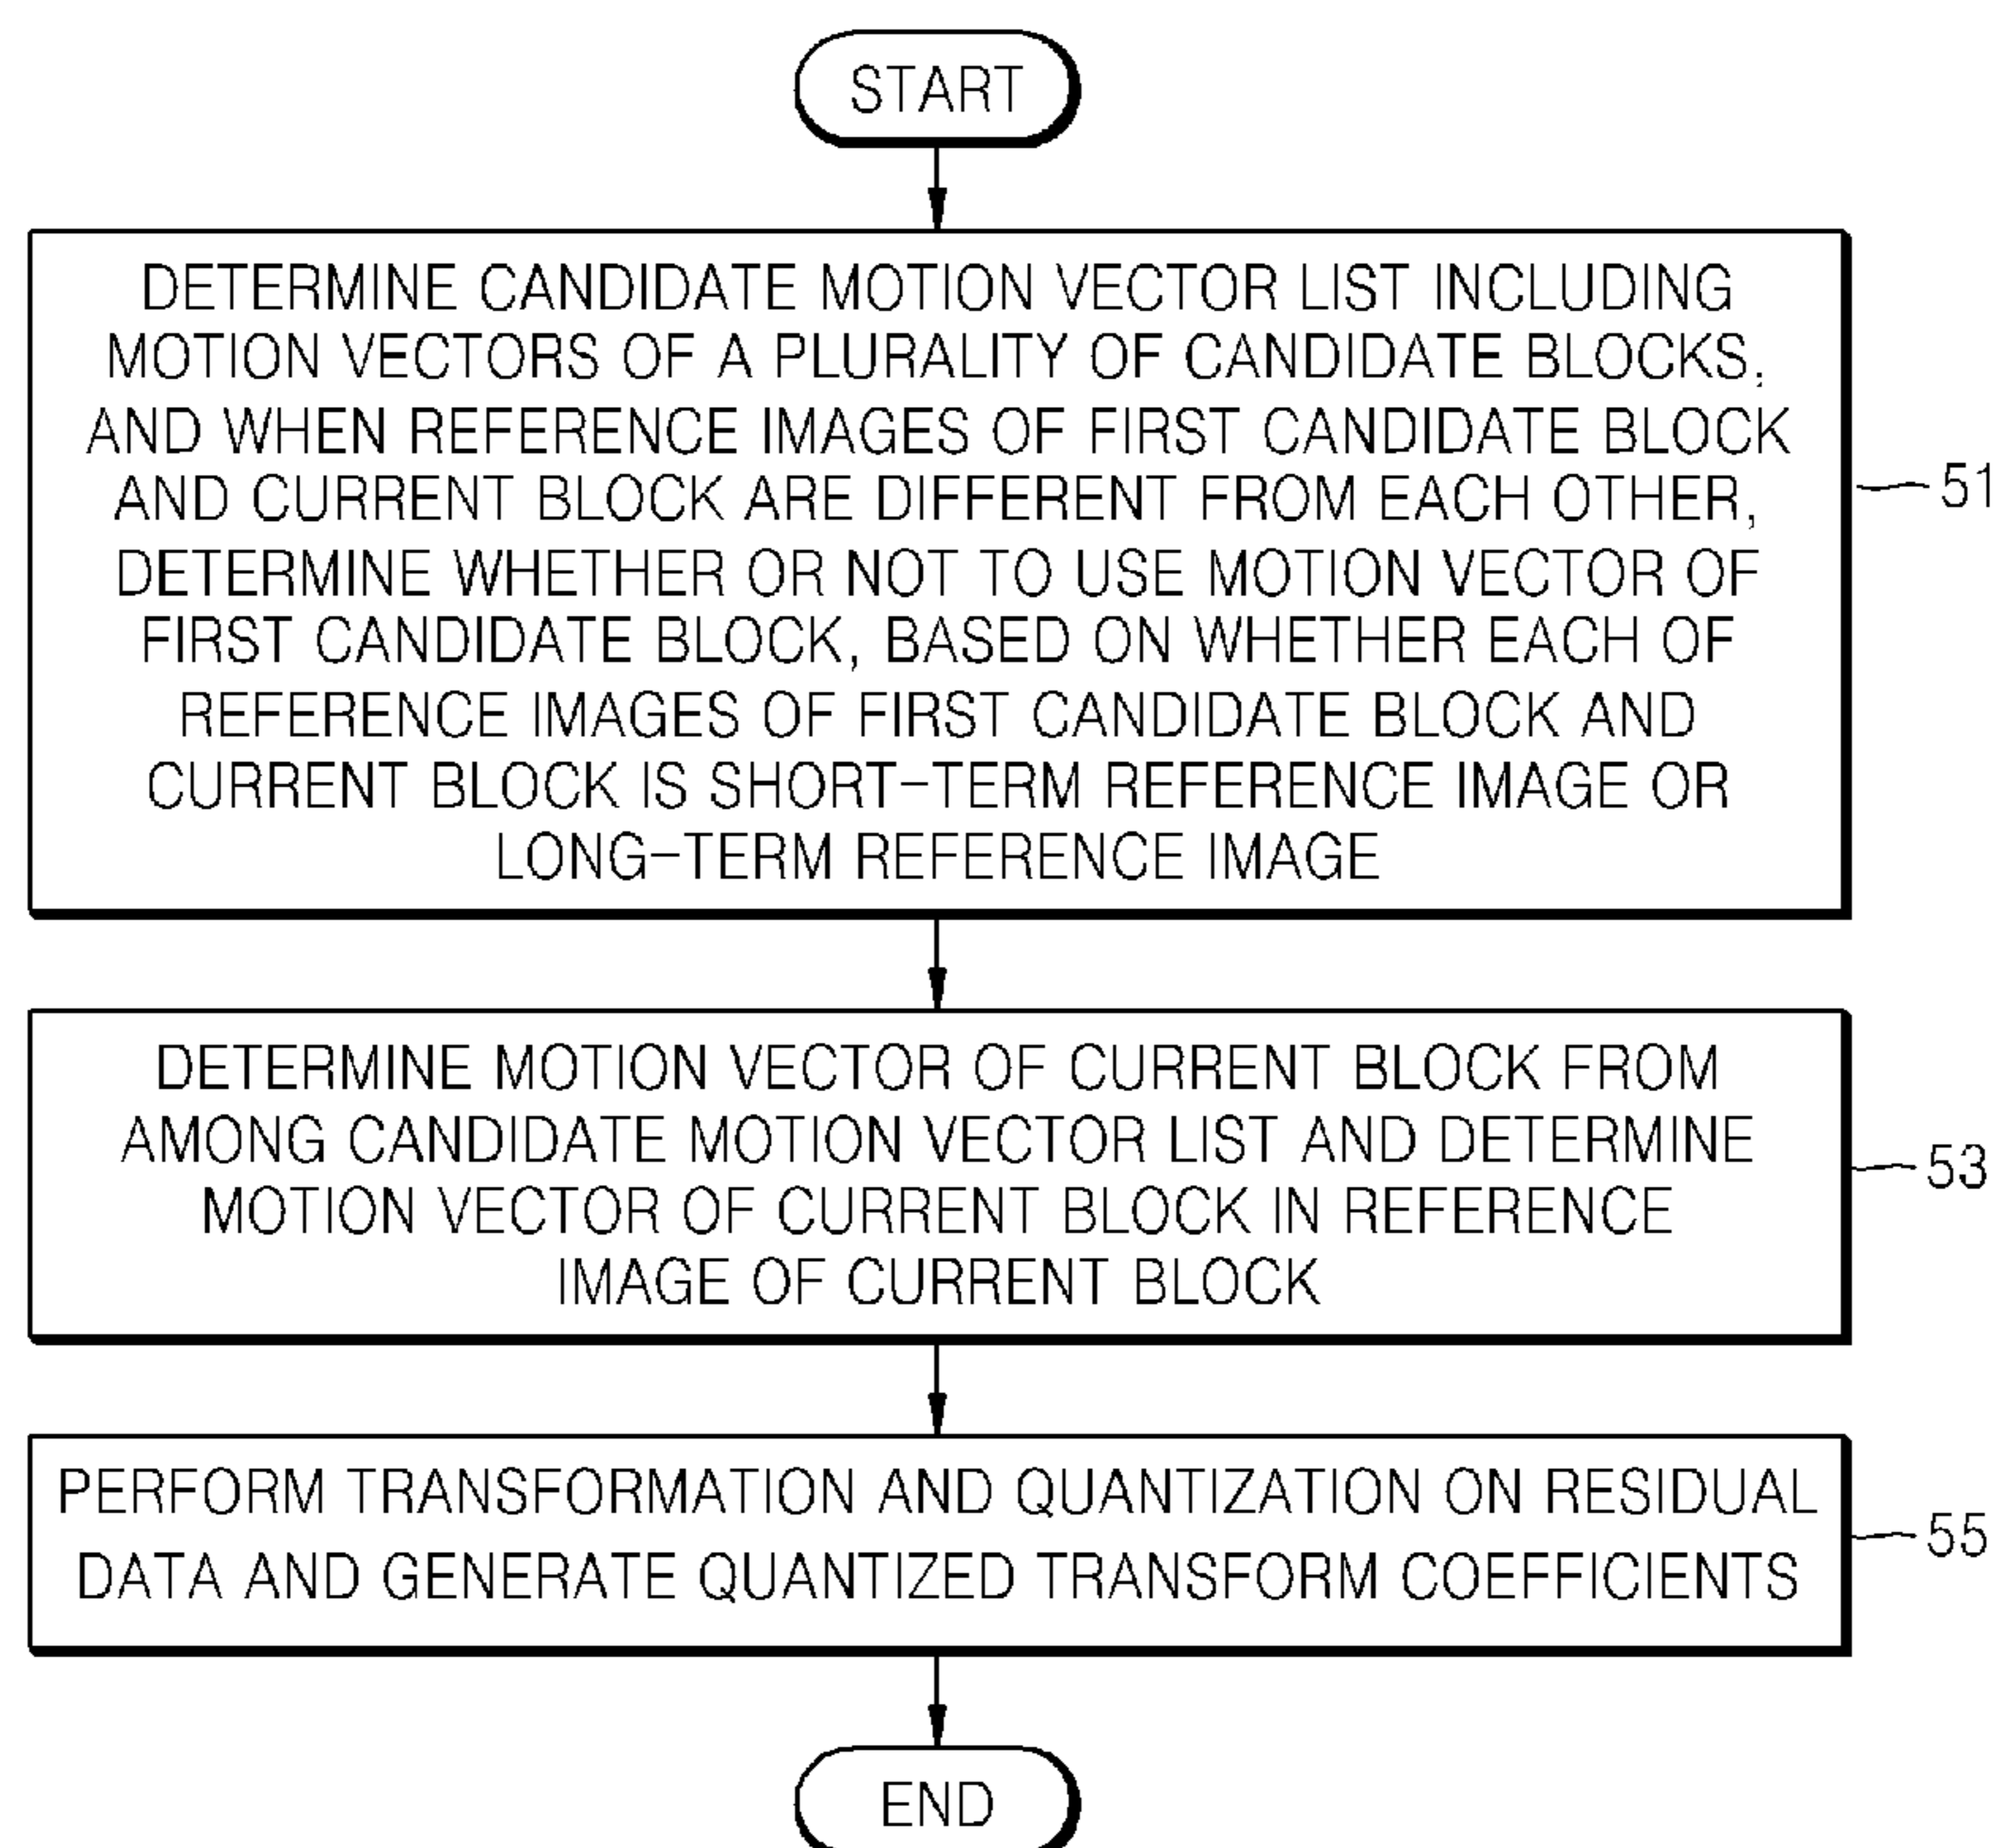 START
DETERMINE CANDIDATE MOTION VECTOR LIST INCLUDING
MOTION VECTORS OF A PLURALITY OF CANDIDATE BLOCKS,
AND WHEN REFERENCE IMAGES OF FIRST CANDIDATE BLOCK
AND CURRENT BLOCK ARE DIFFERENT FROM EACH OTHER,
DETERMINE WHETHER OR NOT TO USE MOTION VECTOR OF
FIRST CANDIDATE BLOCK, BASED ON WHETHER EACH OF
REFERENCE IMAGES OF FIRST CANDIDATE BLOCK AND
CURRENT BLOCK IS SHORT-TERM REFERENCE IMAGE OR
LONG-TERM REFERENCE IMAGE
51
DETERMINE MOTION VECTOR OF CURRENT BLOCK FROM
AMONG CANDIDATE MOTION VECTOR LIST AND DETERMINE
MOTION VECTOR OF CURRENT BLOCK IN REFERENCE
IMAGE OF CURRENT BLOCK
53
PERFORM TRANSFORMATION AND QUANTIZATION ON RESIDUAL
DATA AND GENERATE QUANTIZED TRANSFORM COEFFICIENTS
55
END